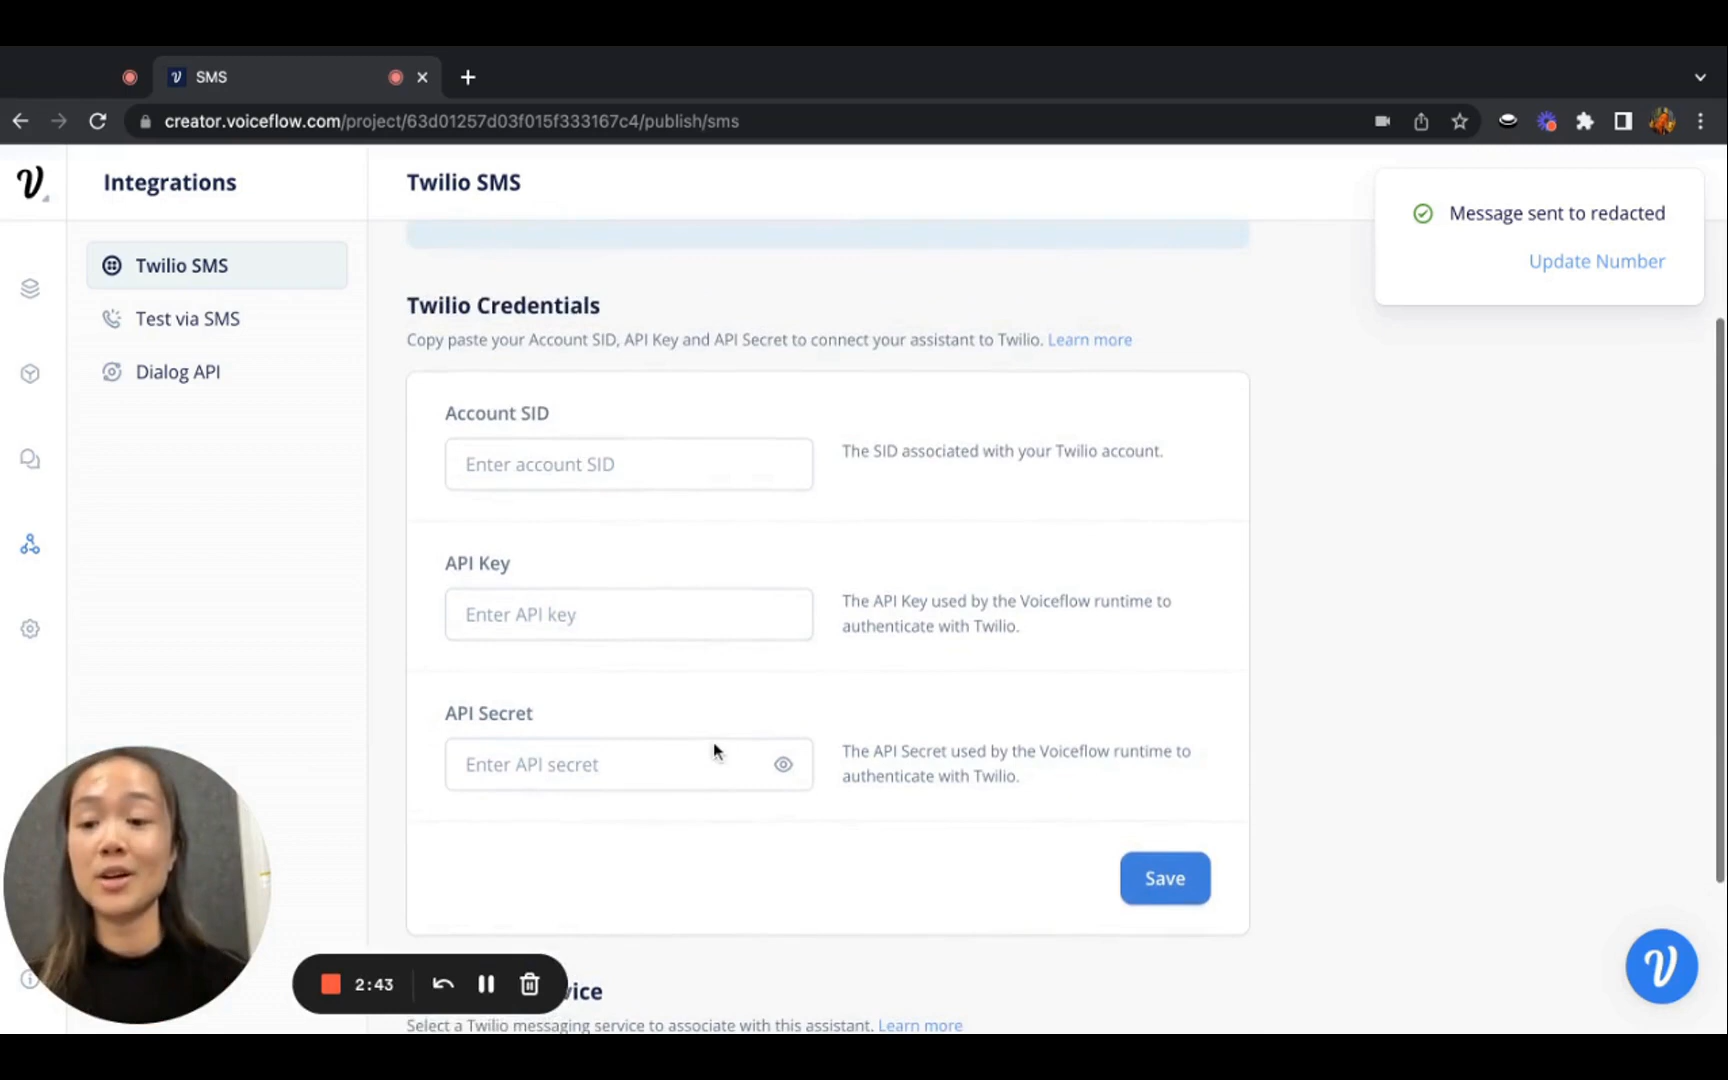 SMS
creator.voiceflow.com/project/63d01257d03f015f333167c4/publish/sms
Integrations
Twilio SMS
Message sent to redacted
Update Number
Twilio SMS
Test via SMS
Dialog API
Twilio Credentials
Copy paste your Account SID, API Key and API Secret to connect your assistant to Twilio. Learn more
Account SID
Enter account SID
The SID associated with your Twilio account.
API Key
Enter API key
The API Key used by the Voiceflow runtime to
authenticate with Twilio.
API Secret
Enter API secret
The API Secret used by the Voiceflow runtime to
authenticate with Twilio.
Save
2:43
vice
Select a Twilio messaging service to associate with this assistant. Learn more